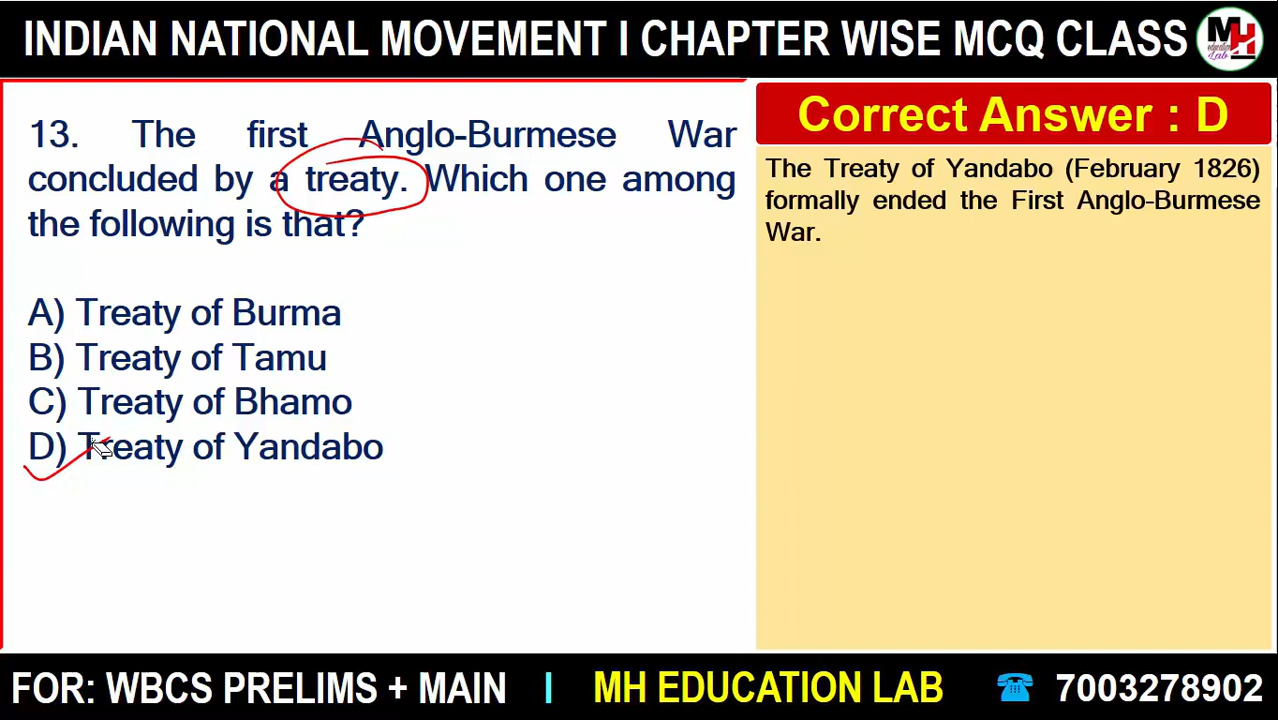 INDIAN NATIONAL MOVEMENT I CHAPTER WISE MCQ CLASS
MH
education
Lab
13. The first Anglo-Burmese War
concluded by a treaty. Which one among
the following is that?
A) Treaty of Burma
B) Treaty of Tamu
C) Treaty of Bhamo
D) Treaty of Yandabo
Correct Answer : D
The Treaty of Yandabo (February 1826)
formally ended the First Anglo-Burmese
War.
FOR: WBCS PRELIMS + MAIN I MH EDUCATION LAB ☎ 7003278902